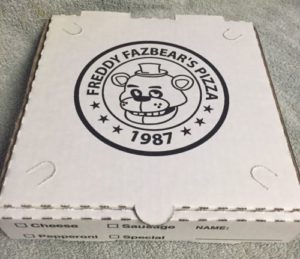 FREDDY FAZBEAR'S PIZZA
1987
Cheese Sausage NAME:
Pepperoni Special